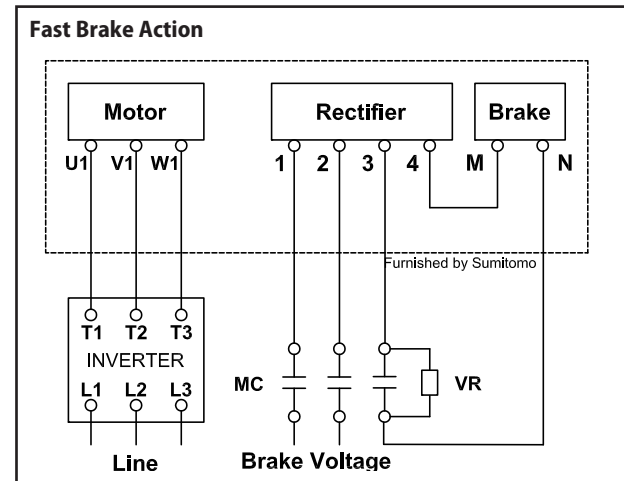 Fast Brake Action
Motor Rectifier Brake
U1 V1 W1 1 2 3 4 M N
Furnished by Sumitomo
T1 T2 T3
INVERTER
MC VR
L1 L2 L3
Line Brake Voltage